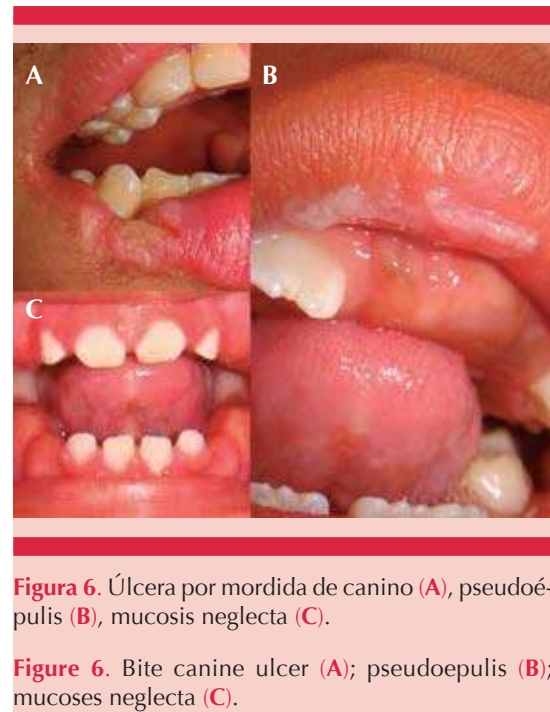 A
B
C
Figura 6. Úlcera por mordida de canino (A), pseudoé-
pulis (B), mucosis neglecta (C).
Figure 6. Bite canine ulcer (A); pseudoepulis (B);
mucoses neglecta (C).